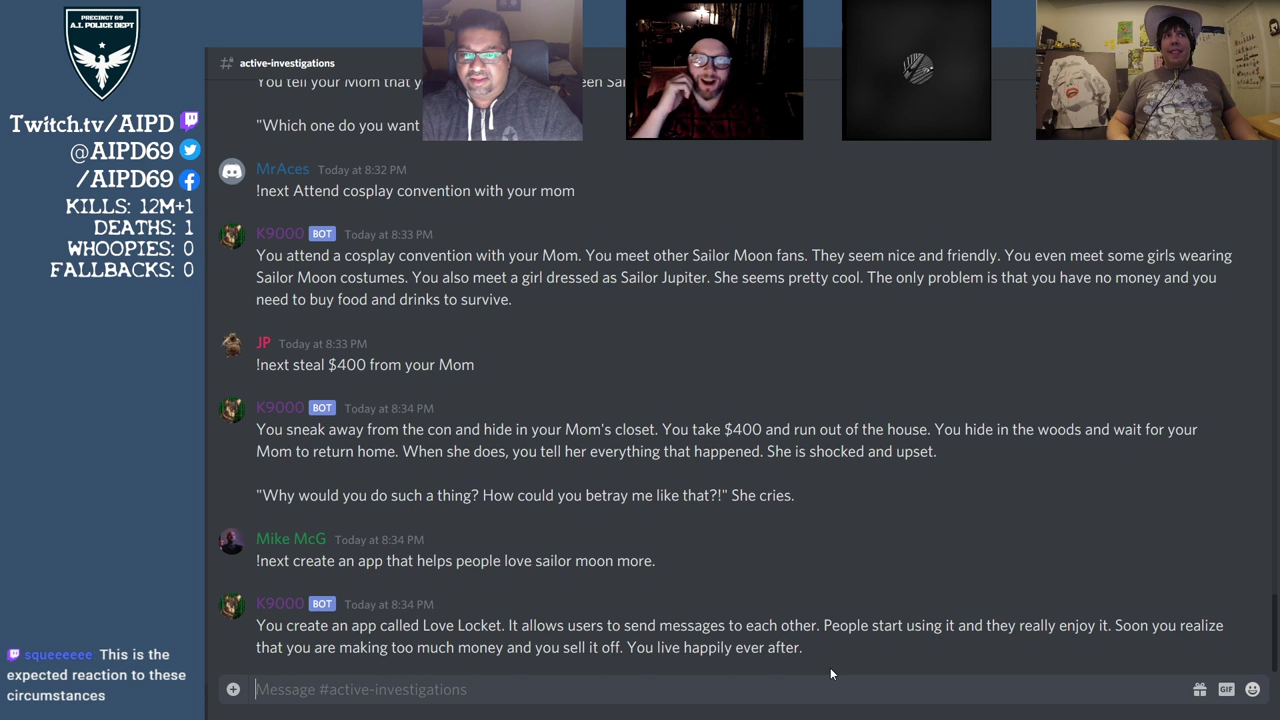 PRECINCT 69
A.I. POLICE DEPT
Twitch.tv/AIPD
@AIPD69
/AIPD69
KILLS: 12M+1
DEATHS: 1
WHOOPIES: 0
FALLBACKS: 0
squeeeeee This is the
expected reaction to these
circumstances
active-investigations
You tell your Mom that y
een Sai
"Which one do you want
MrAces Today at 8:32 PM
!next Attend cosplay convention with your mom
K9000 BOT Today at 8:33 PM
You attend a cosplay convention with your Mom. You meet other Sailor Moon fans. They seem nice and friendly. You even meet some girls wearing
Sailor Moon costumes. You also meet a girl dressed as Sailor Jupiter. She seems pretty cool. The only problem is that you have no money and you
need to buy food and drinks to survive.
JP Today at 8:33 PM
!next steal $400 from your Mom
K9000 BOT Today at 8:34 PM
You sneak away from the con and hide in your Mom's closet. You take $400 and run out of the house. You hide in the woods and wait for your
Mom to return home. When she does, you tell her everything that happened. She is shocked and upset.
"Why would you do such a thing? How could you betray me like that?!" She cries.
Mike McG Today at 8:34 PM
!next create an app that helps people love sailor moon more.
K9000 BOT Today at 8:34 PM
You create an app called Love Locket. It allows users to send messages to each other. People start using it and they really enjoy it. Soon you realize
that you are making too much money and you sell it off. You live happily ever after.
Message #active-investigations
GIF